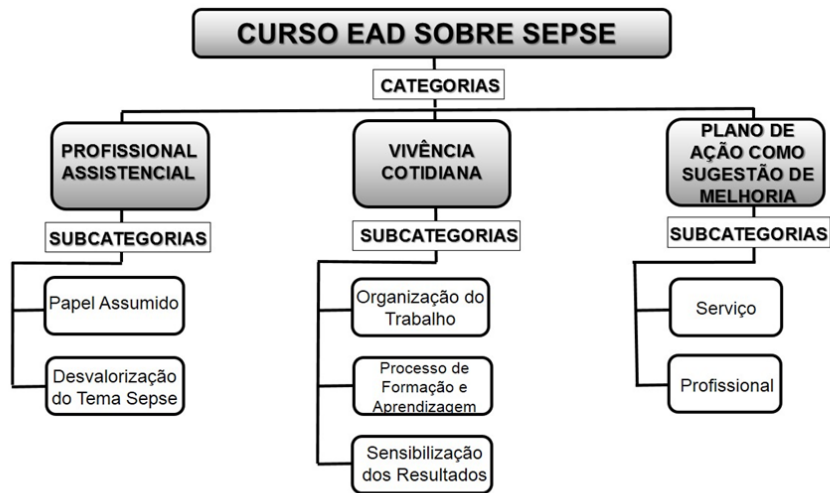 CURSO EAD SOBRE SEPSE
CATEGORIAS
PROFISSIONAL
ASSISTENCIAL
SUBCATEGORIAS
Papel Assumido
Desvalorização
do Tema Sepse
VIVÊNCIA
COTIDIANA
SUBCATEGORIAS
Organização do
Trabalho
Processo de
Formação e
Aprendizagem
Sensibilização
dos Resultados
PLANO DE
AÇÃO COMO
SUGESTÃO DE
MELHORIA
SUBCATEGORIAS
Serviço
Profissional